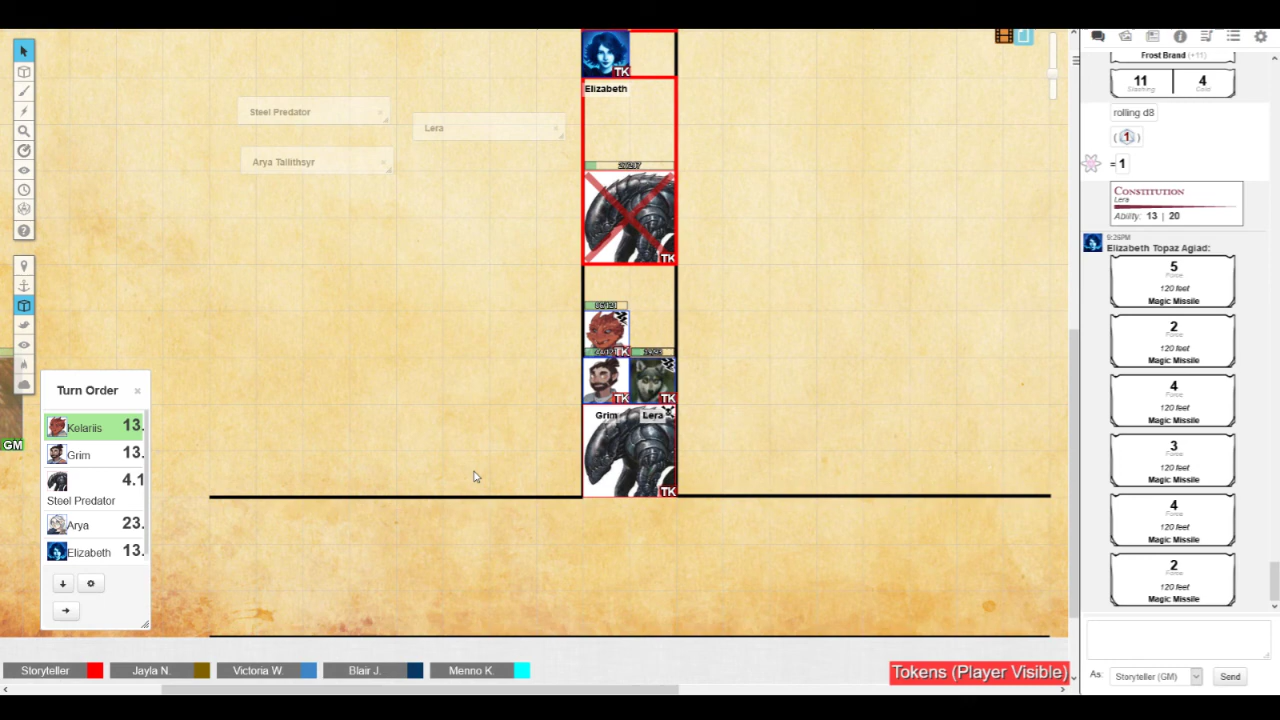 TK
Elizabeth
Steel Predator
Lera
Arya Tallithsyr
TK
TK
TK
TK
Grim
Lera
TK
GM
Turn Order
Kelariis
13.
Grim
13.
4.1
Steel Predator
Arya
23.
Elizabeth
13.
Storyteller
Jayla N.
Victoria W.
Blair J.
Menno K.
Tokens (Player Visible)
Frost Brand (+11)
11
4
Slashing
Cold
rolling d8
(1)
=1
CONSTITUTION
Lera
Ability: 13 | 20
9:26PM
Elizabeth Topaz Agiad:
5
Force
120 feet
Magic Missile
2
Force
120 feet
Magic Missile
4
Force
120 feet
Magic Missile
3
Force
120 feet
Magic Missile
4
Force
120 feet
Magic Missile
2
Force
120 feet
Magic Missile
As:
Storyteller (GM)
Send